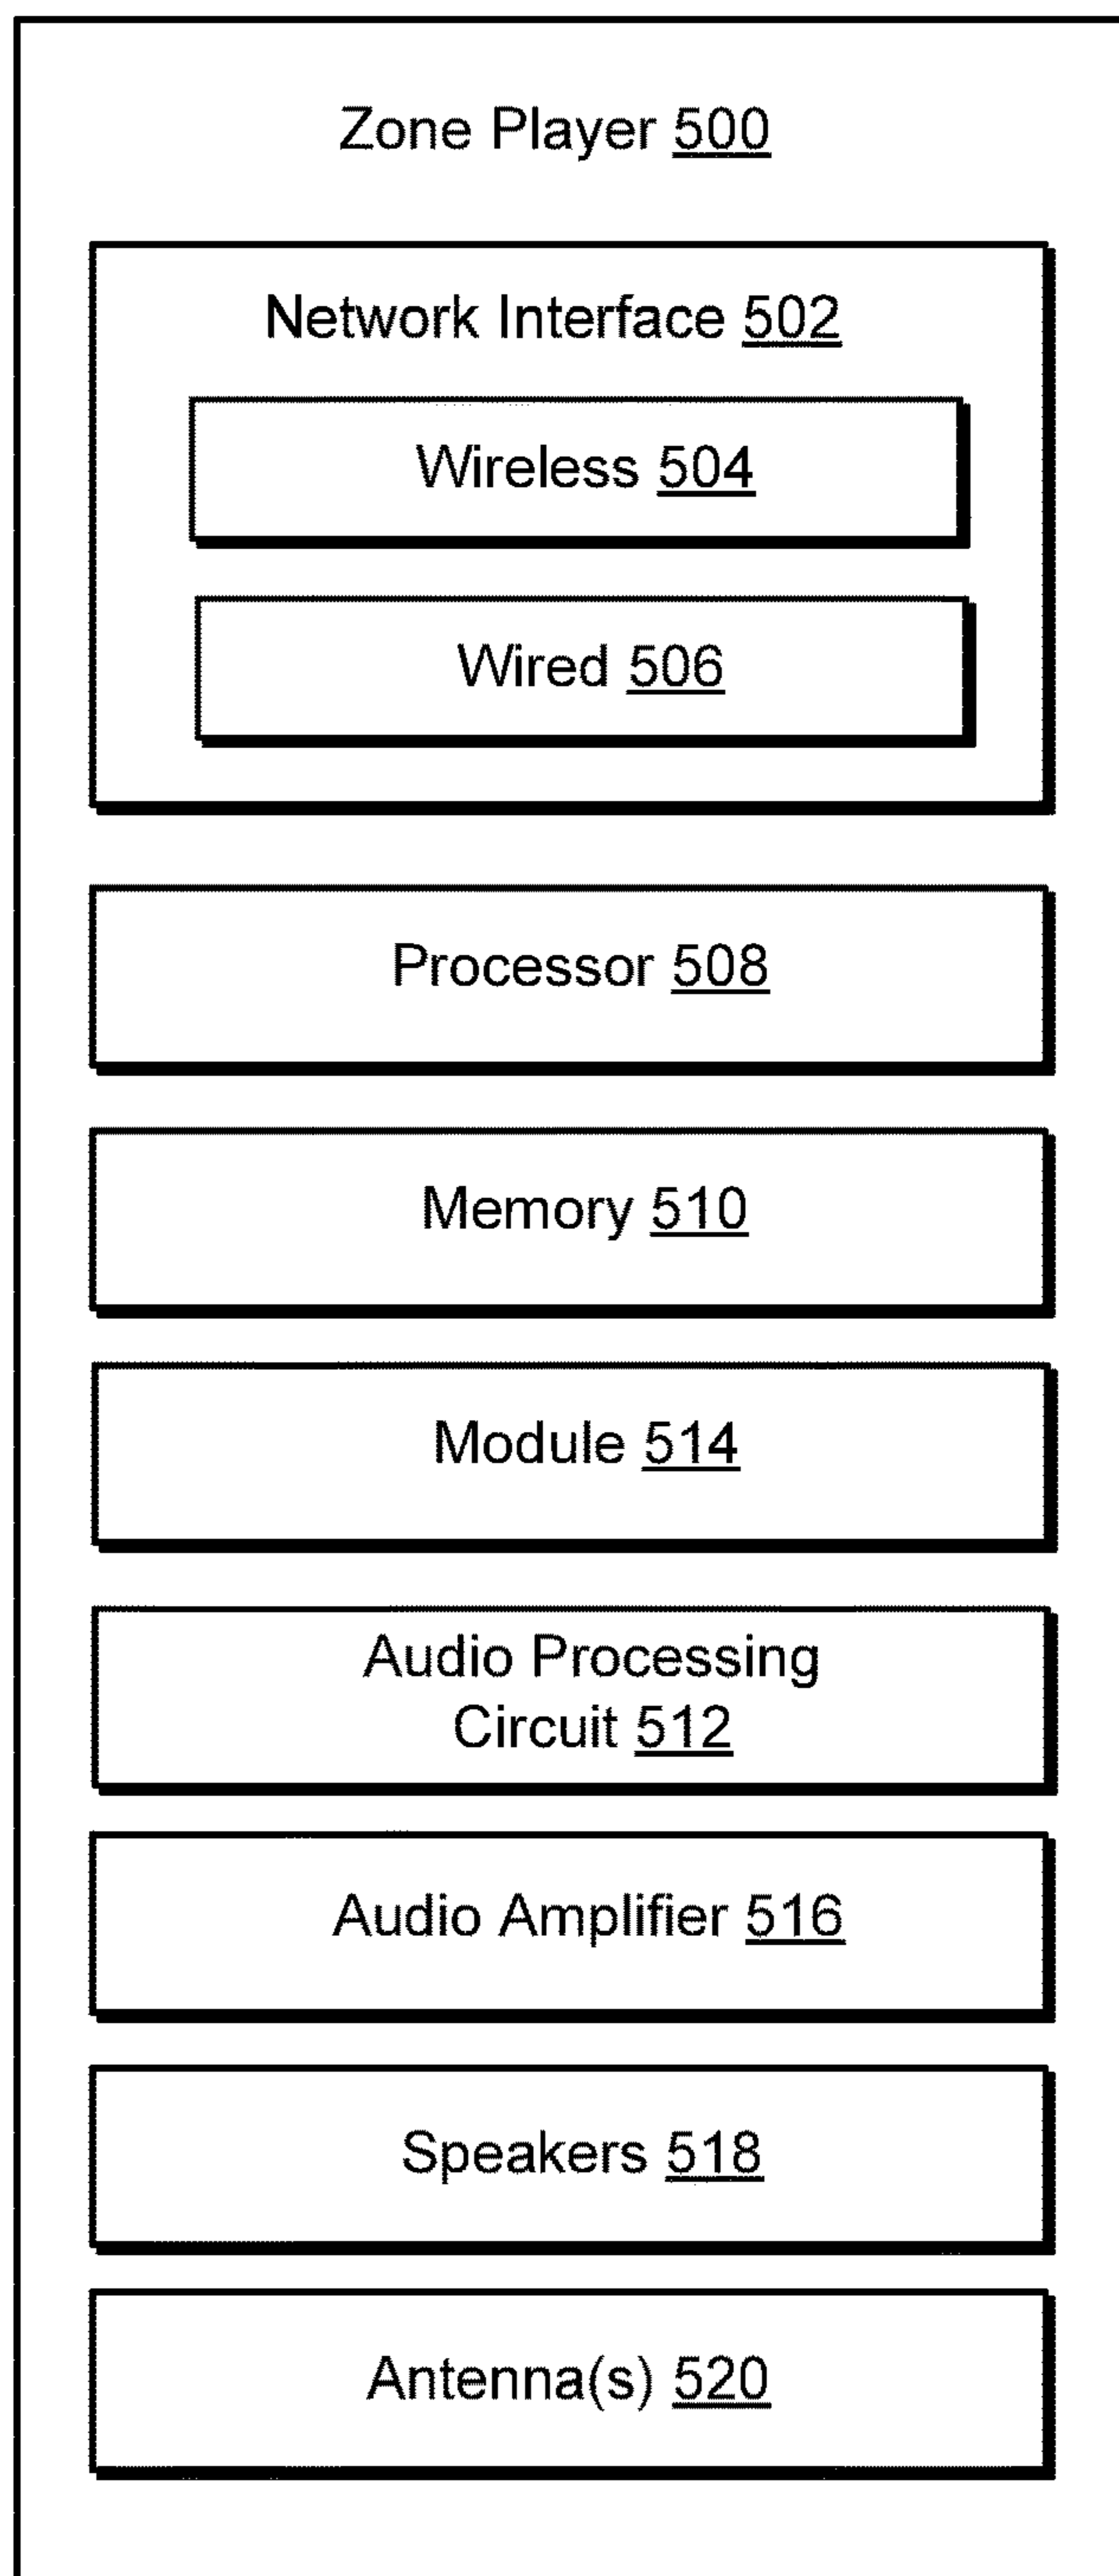 Zone Player 500
Network Interface 502
Wireless 504
Wired 506
Processor 508
Memory 510
Module 514
Audio Processing
Circuit 512
Audio Amplifier 516
Speakers 518
Antenna(s) 520